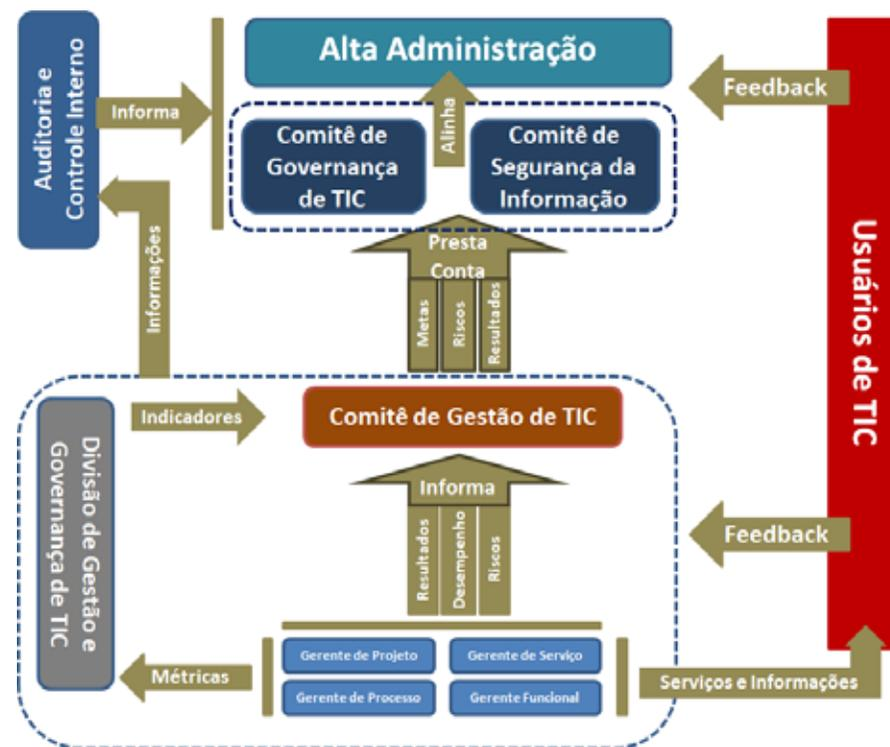 Auditoria e
Controle Interno
Informa
Alta Administração
Alinha
Comitê de
Governança
de TIC
Comitê de
Segurança da
Informação
Feedback
Usuários de TIC
Informações
Presta
Conta
Metas
Riscos
Resultados
Divisão de Gestão e
Governança de TIC
Indicadores
Comitê de Gestão de TIC
Informa
Resultados
Desempenho
Riscos
Feedback
Métricas
Gerente de Projeto
Gerente de Serviço
Gerente de Processo
Gerente Funcional
Serviços e Informações